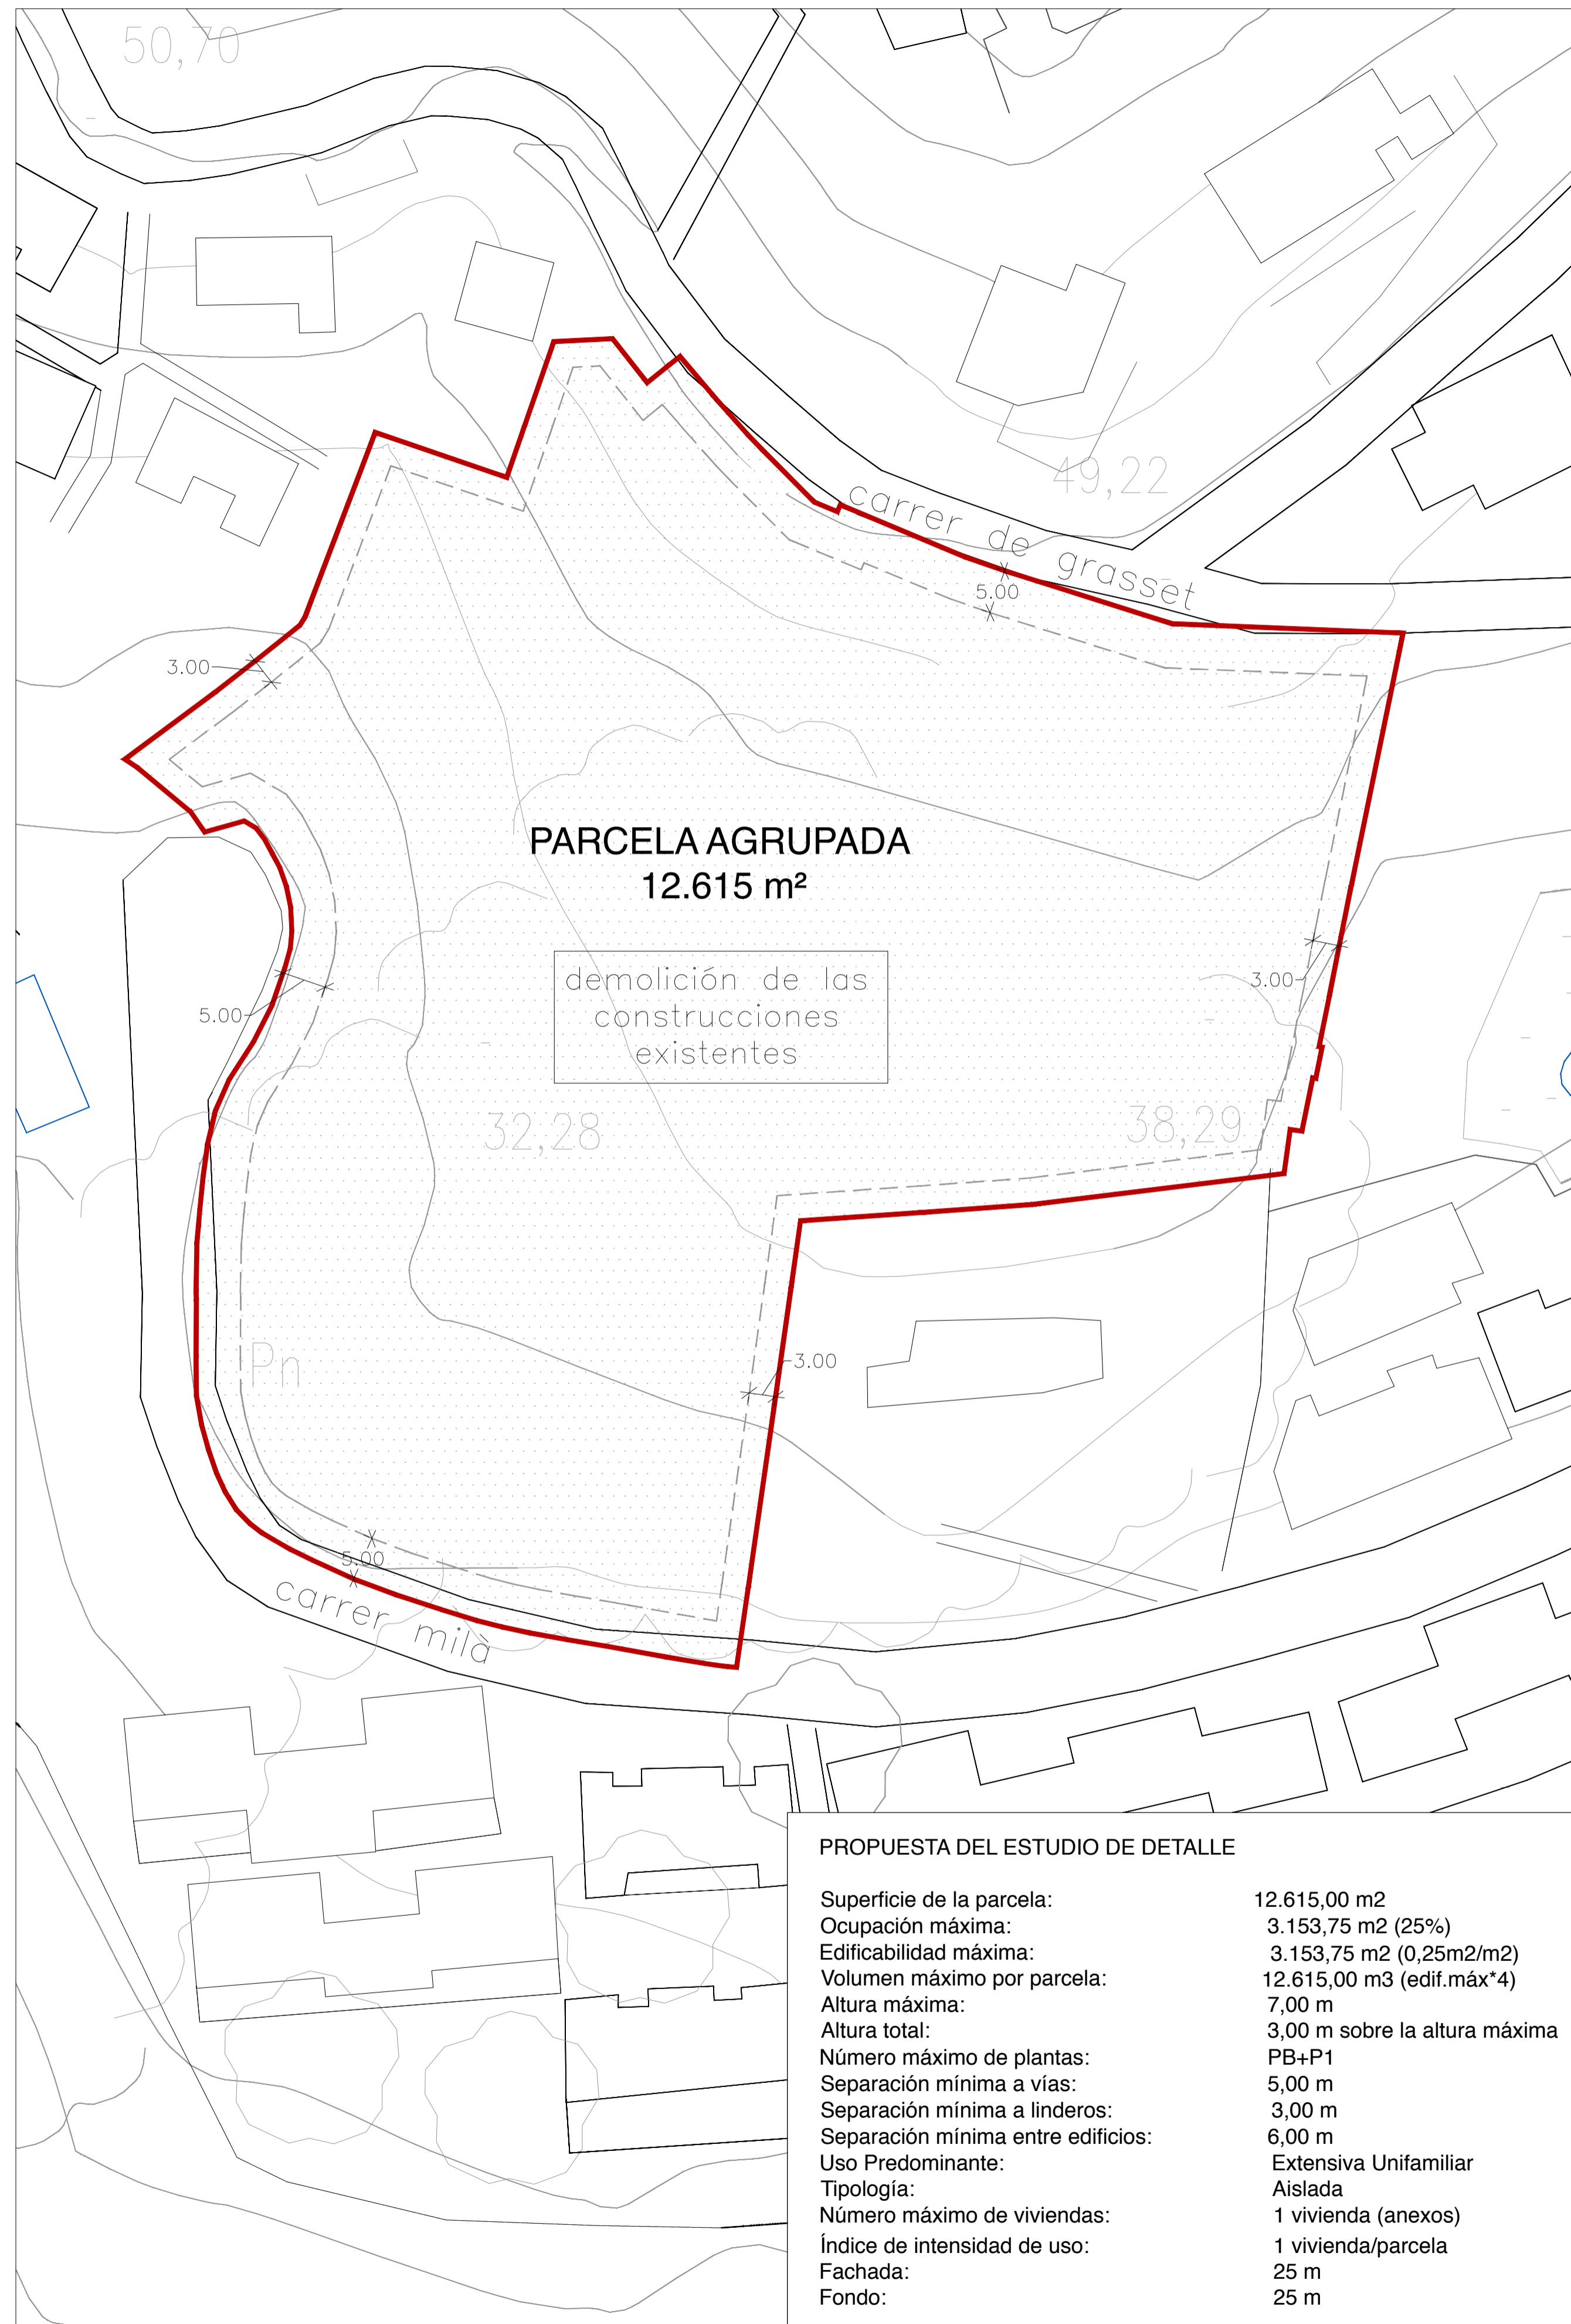 50,70
49,22
carrer de grasset
5.00
3.00
PARCELA AGRUPADA
12.615 m²
demolición de las
construcciones
existentes
3.00
5.00
32,28
38,29
Pn
3.00
5.00
carrer milà
PROPUESTA DEL ESTUDIO DE DETALLE
Superficie de la parcela: 12.615,00 m2
Ocupación máxima: 3.153,75 m2 (25%)
Edificabilidad máxima: 3.153,75 m2 (0,25m2/m2)
Volumen máximo por parcela: 12.615,00 m3 (edif.máx*4)
Altura máxima: 7,00 m
Altura total: 3,00 m sobre la altura máxima
Número máximo de plantas: PB+P1
Separación mínima a vías: 5,00 m
Separación mínima a linderos: 3,00 m
Separación mínima entre edificios: 6,00 m
Uso Predominante: Extensiva Unifamiliar
Tipología: Aislada
Número máximo de viviendas: 1 vivienda (anexos)
Índice de intensidad de uso: 1 vivienda/parcela
Fachada: 25 m
Fondo: 25 m